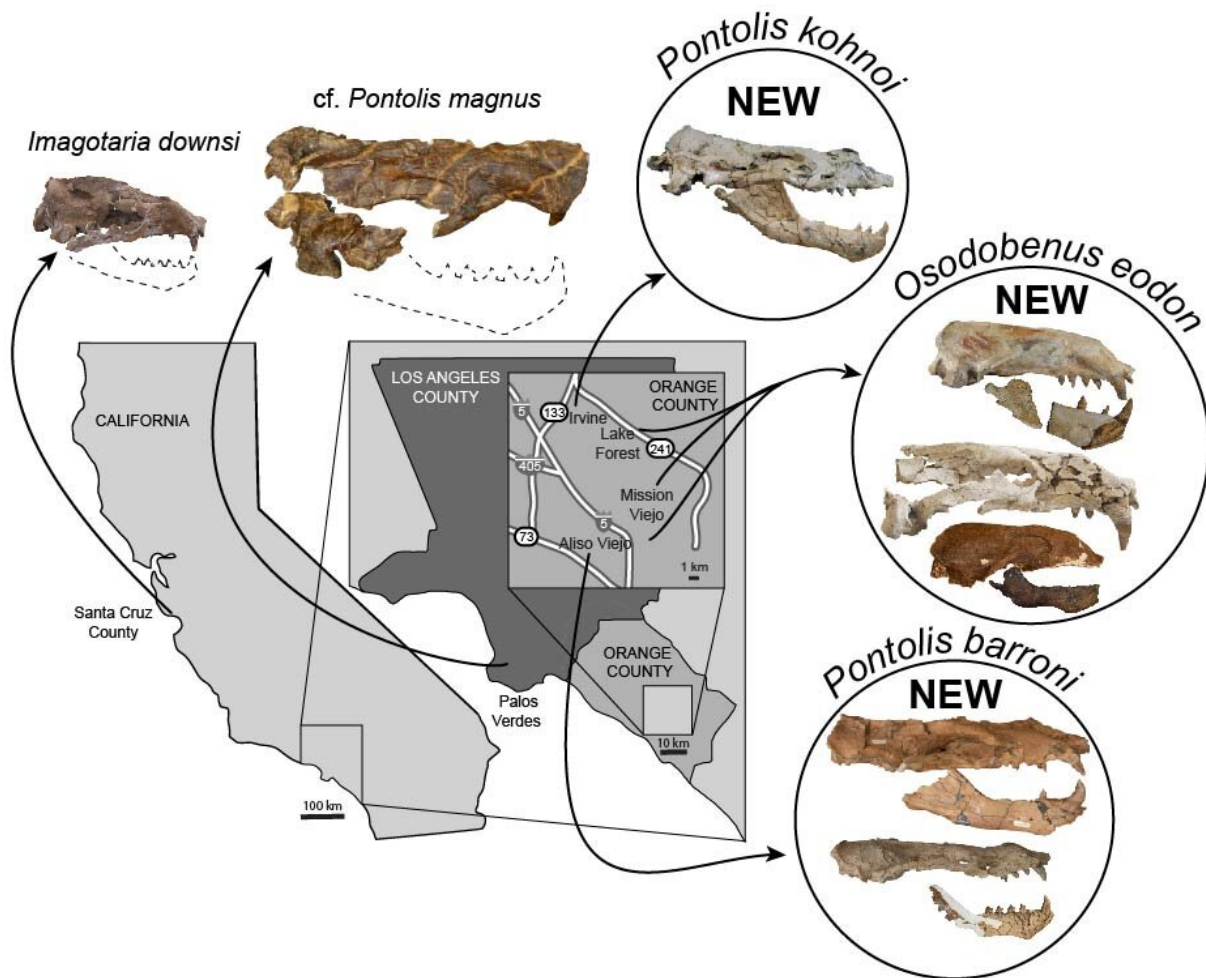 Pontolis kohnoi
NEW
cf. Pontolis magnus
Imagotaria downsi
Osodobenus eodon
NEW
LOS ANGELES
COUNTY
ORANGE
COUNTY
CALIFORNIA
5
133
Irvine
Lake
Forest
241
405
Mission
Viejo
5
73
Aliso Viejo
1 km
Santa Cruz
County
ORANGE
COUNTY
Palos
Verdes
10 km
100 km
Pontolis barroni
NEW